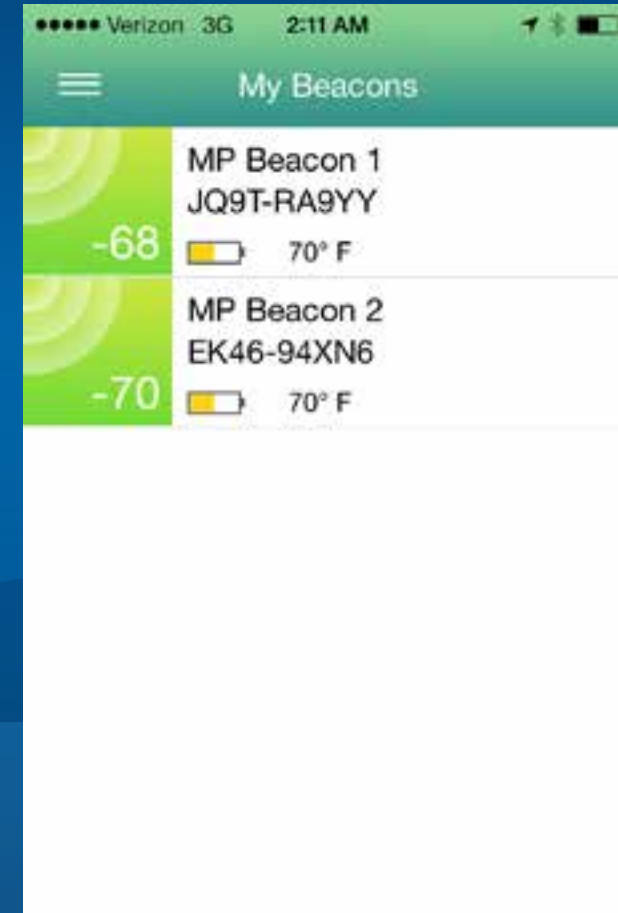 Verizon 3G 2:11 AM
My Beacons
MP Beacon 1
JQ9T-RA9YY
-68 70° F
MP Beacon 2
EK46-94XN6
-70 70° F